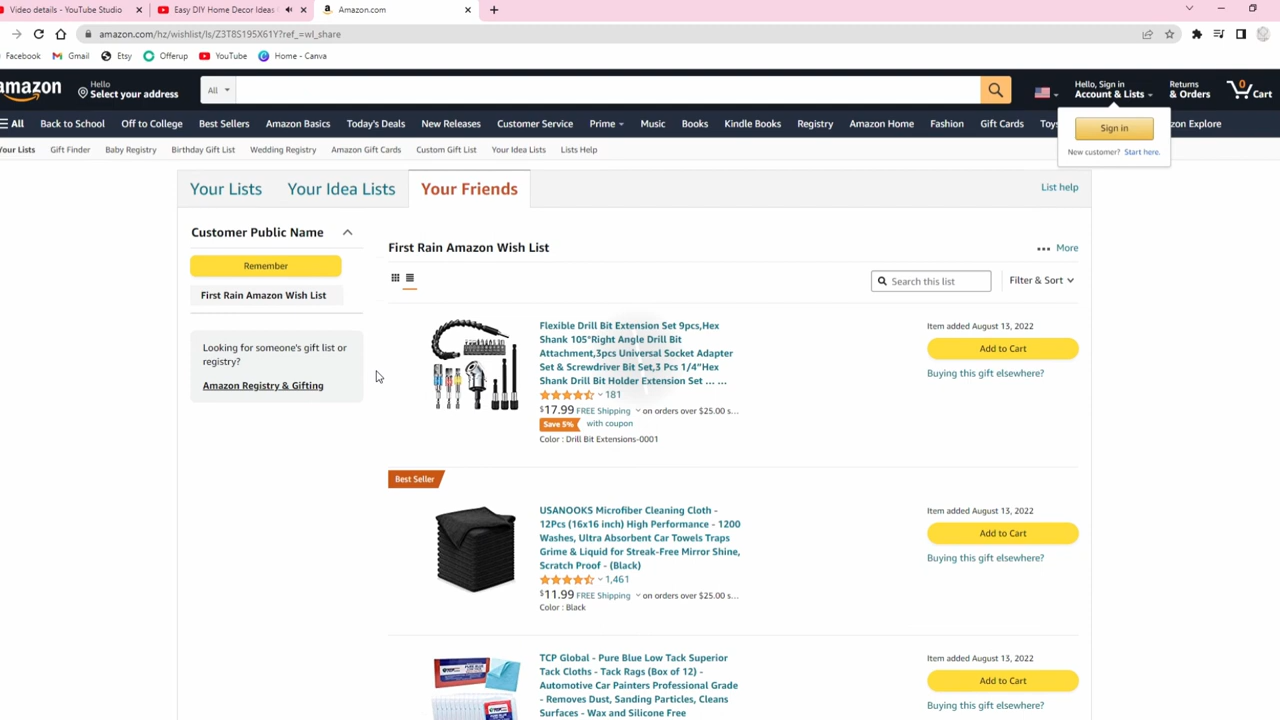 Video details - YouTube Studio
Easy DIY Home Decor Ideas
Amazon.com
amazon.com/hz/wishlist/ls/Z3T8S195X61Y?ref_=wl_share
Facebook
Gmail
Etsy
Offerup
YouTube
Home - Canva
amazon
Hello
Select your address
All
Hello, Sign in
Account & Lists
Returns
& Orders
0
Cart
All
Back to School
Off to College
Best Sellers
Amazon Basics
Today's Deals
New Releases
Customer Service
Prime
Music
Books
Kindle Books
Registry
Amazon Home
Fashion
Gift Cards
Toys
zon Explore
Sign in
New customer? Start here.
Your Lists
Gift Finder
Baby Registry
Birthday Gift List
Wedding Registry
Amazon Gift Cards
Custom Gift List
Your Idea Lists
Lists Help
Your Lists
Your Idea Lists
Your Friends
List help
Customer Public Name
Remember
First Rain Amazon Wish List
Looking for someone's gift list or
registry?
Amazon Registry & Gifting
First Rain Amazon Wish List
More
Search this list
Filter & Sort
Flexible Drill Bit Extension Set 9pcs,Hex
Shank 105°Right Angle Drill Bit
Attachment,3pcs Universal Socket Adapter
Set & Screwdriver Bit Set,3 Pcs 1/4"Hex
Shank Drill Bit Holder Extension Set ... ...
181
$17.99 FREE Shipping on orders over $25.00 s...
Save 5% with coupon
Color : Drill Bit Extensions-0001
Item added August 13, 2022
Add to Cart
Buying this gift elsewhere?
Best Seller
USANOOKS Microfiber Cleaning Cloth -
12Pcs (16x16 inch) High Performance - 1200
Washes, Ultra Absorbent Car Towels Traps
Grime & Liquid for Streak-Free Mirror Shine,
Scratch Proof - (Black)
1,461
$11.99 FREE Shipping on orders over $25.00 s...
Color : Black
Item added August 13, 2022
Add to Cart
Buying this gift elsewhere?
TCP Global - Pure Blue Low Tack Superior
Tack Cloths - Tack Rags (Box of 12) -
Automotive Car Painters Professional Grade
- Removes Dust, Sanding Particles, Cleans
Surfaces - Wax and Silicone Free
Item added August 13, 2022
Add to Cart
Buying this gift elsewhere?